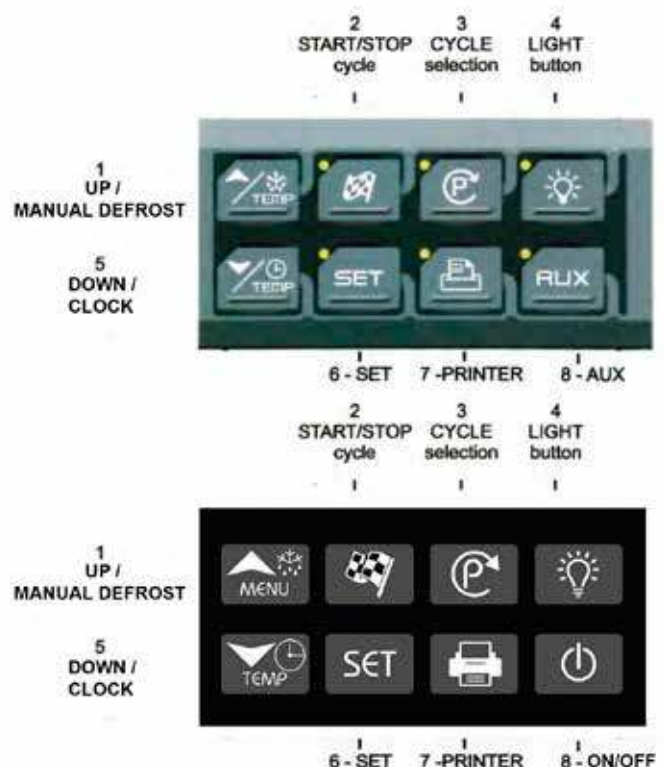 2 3 4
START/STOP CYCLE LIGHT
cycle selection button
1
UP /
MANUAL DEFROST
TEMP P
5
DOWN /
CLOCK
TEMP SET AUX
6 - SET 7 -PRINTER 8 - AUX
2 3 4
START/STOP CYCLE LIGHT
cycle selection button
1
UP /
MANUAL DEFROST
MENU P
5
DOWN /
CLOCK
TEMP SET
6 - SET 7 -PRINTER 8 - ON/OFF